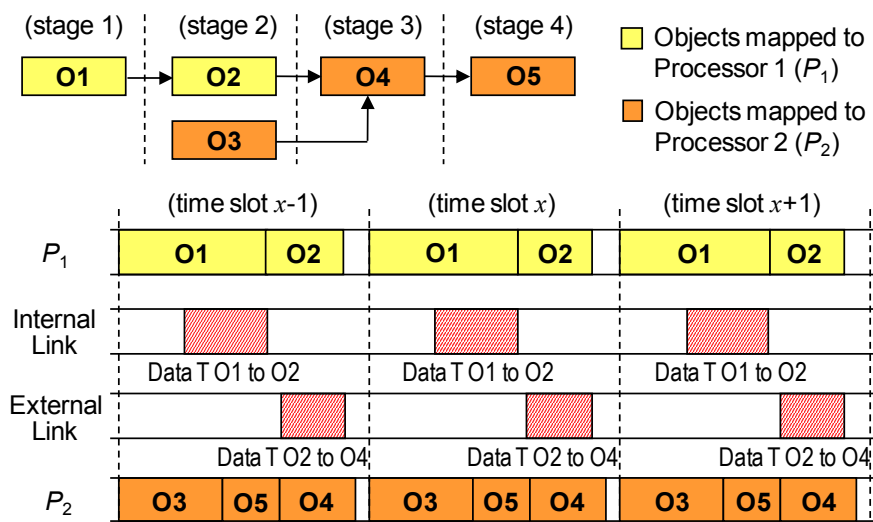 (stage 1) (stage 2) (stage 3) (stage 4)
O1 O2 O4 O5
O3
Objects mapped to
Processor 1 (P1)
Objects mapped to
Processor 2 (P2)
(time slot x-1) (time slot x) (time slot x+1)
P1 O1 O2 O1 O2 O1 O2
Internal
Link
Data T O1 to O2 Data T O1 to O2 Data T O1 to O2
External
Link
Data T O2 to O4 Data T O2 to O4 Data T O2 to O4
P2 O3 O5 O4 O3 O5 O4 O3 O5 O4